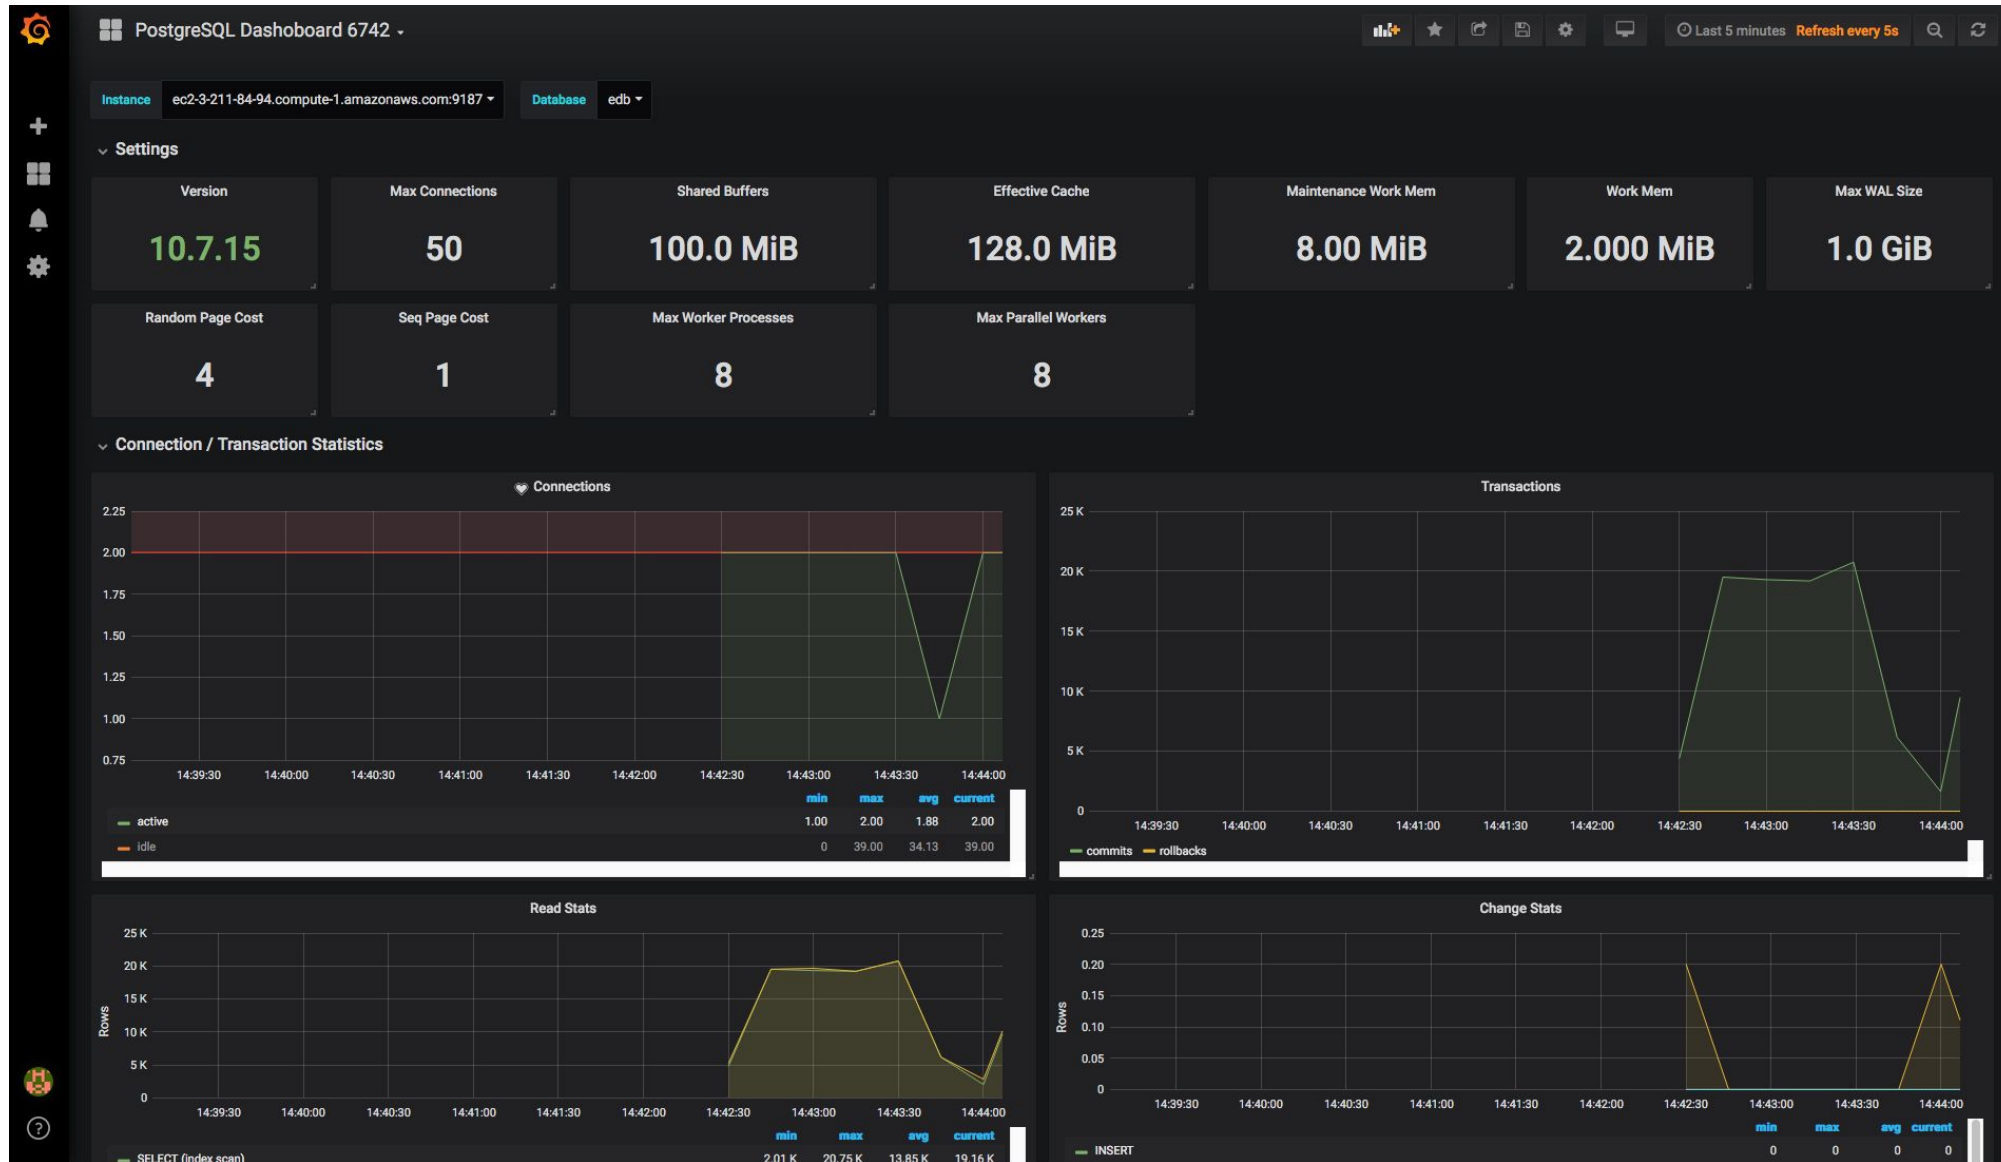 PostgreSQL Dashoboard 6742
Last 5 minutes Refresh every 5s
Instance ec2-3-211-84-94.compute-1.amazonaws.com:9187 Database edb
Settings
Version Max Connections Shared Buffers Effective Cache Maintenance Work Mem Work Mem Max WAL Size
10.7.15 50 100.0 MiB 128.0 MiB 8.00 MiB 2.000 MiB 1.0 GiB
Random Page Cost Seq Page Cost Max Worker Processes Max Parallel Workers
4 1 8 8
Connection / Transaction Statistics
Connections
2.25
2.00
1.75
1.50
1.25
1.00
0.75
14:39:30 14:40:00 14:40:30 14:41:00 14:41:30 14:42:00 14:42:30 14:43:00 14:43:30 14:44:00
min max avg current
active 1.00 2.00 1.88 2.00
idle 0 39.00 34.13 39.00
Transactions
25 K
20 K
15 K
10 K
5 K
0
14:39:30 14:40:00 14:40:30 14:41:00 14:41:30 14:42:00 14:42:30 14:43:00 14:43:30 14:44:00
commits rollbacks
Read Stats
Rows
25 K
20 K
15 K
10 K
5 K
0
14:39:30 14:40:00 14:40:30 14:41:00 14:41:30 14:42:00 14:42:30 14:43:00 14:43:30 14:44:00
min max avg current
SELECT (index scan) 2.01 K 20.75 K 13.85 K 19.16 K
Change Stats
Rows
0.25
0.20
0.15
0.10
0.05
0
14:39:30 14:40:00 14:40:30 14:41:00 14:41:30 14:42:00 14:42:30 14:43:00 14:43:30 14:44:00
min max avg current
INSERT 0 0 0 0